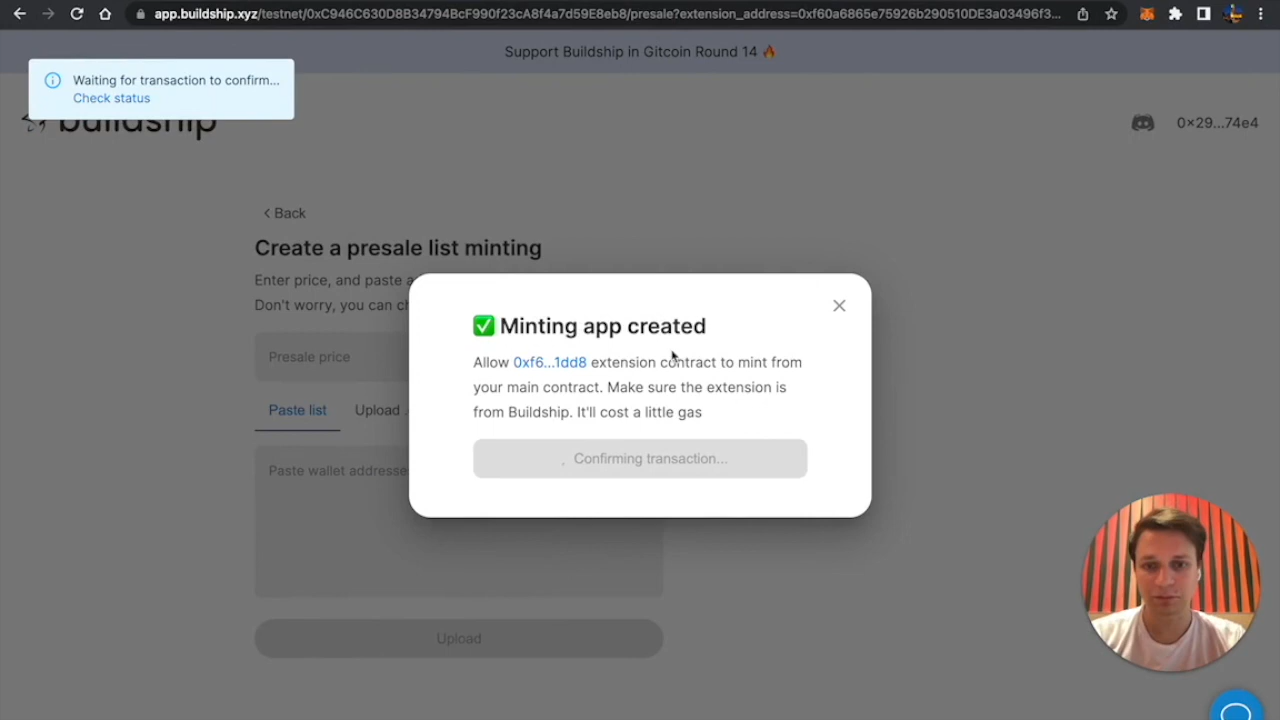 app.buildship.xyz/testnet/0xC946C630D8B34794BcF990f23cA8f4a7d59E8eb8/presale?extension_address=0xf60a6865e75926b290510DE3a03496f3...
Support Buildship in Gitcoin Round 14 🔥
Waiting for transaction to confirm...
Check status
buildship
0×29...74e4
< Back
Create a presale list minting
Enter price, and paste a
Don't worry, you can ch
Presale price
Paste list
Upload .
Paste wallet addresses
Upload
✅ Minting app created
Allow 0xf6...1dd8 extension contract to mint from
your main contract. Make sure the extension is
from Buildship. It'll cost a little gas
Confirming transaction...